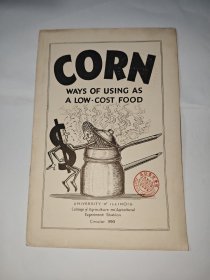 CORN
WAYS OF USING AS
A LOW-COST FOOD
UNIVERSITY OF ILLINOIS
College of Agriculture and Agricultural
Experiment Station
Circular